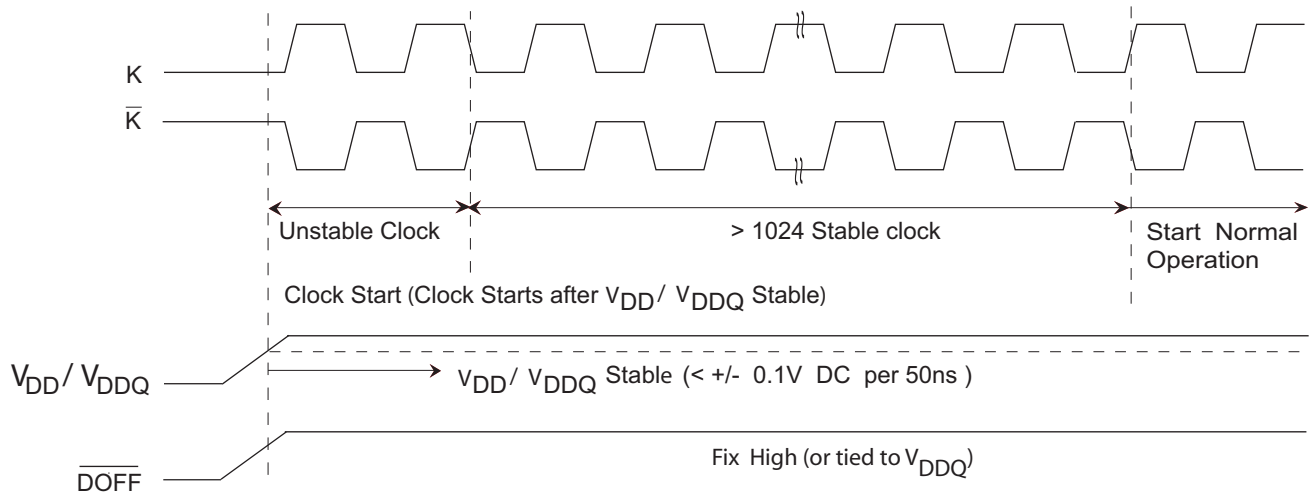 K
K̅
Unstable Clock
> 1024 Stable clock
Start Normal
Operation
Clock Start (Clock Starts after VDD/ VDDQ Stable)
VDD/ VDDQ
VDD/ VDDQ Stable (< +/- 0.1V DC per 50ns )
Fix High (or tied to VDDQ)
D̅O̅F̅F̅